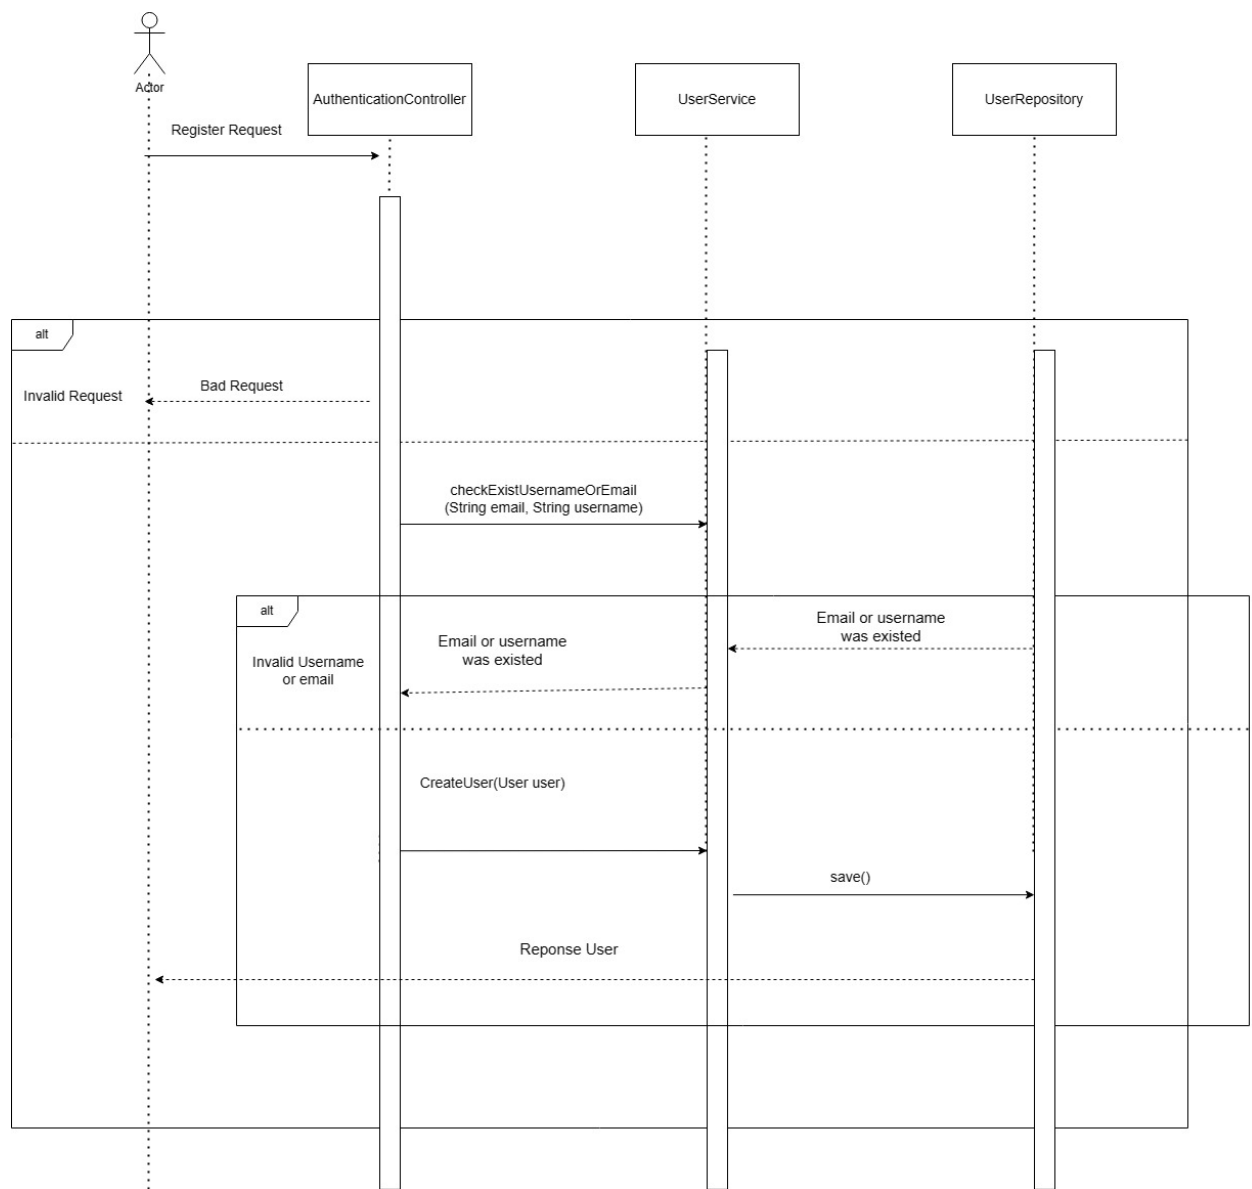 Actor
AuthenticationController
UserService
UserRepository
Register Request
alt
Invalid Request
Bad Request
checkExistUsernameOrEmail
(String email, String username)
alt
Invalid Username
or email
Email or username
was existed
Email or username
was existed
CreateUser(User user)
save()
Reponse User